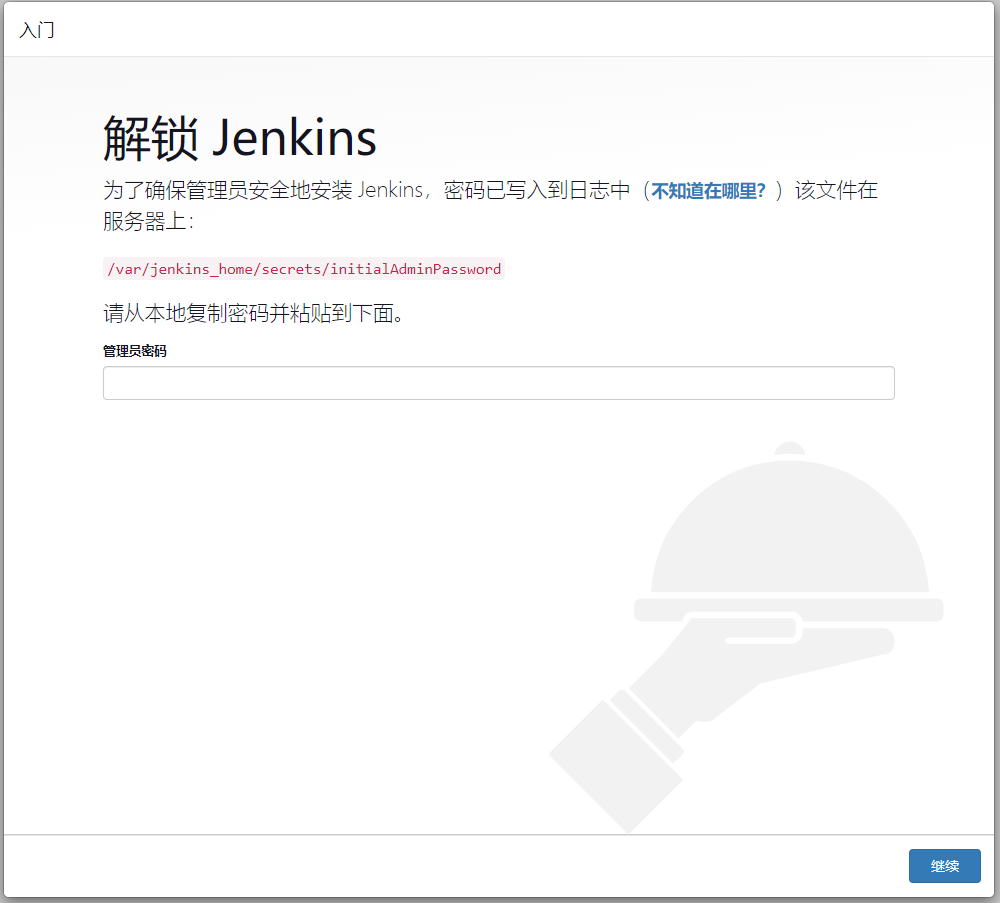 入门
解锁 Jenkins
为了确保管理员安全地安装 Jenkins，密码已写入到日志中（不知道在哪里？）该文件在
服务器上：
/var/jenkins_home/secrets/initialAdminPassword
请从本地复制密码并粘贴到下面。
管理员密码
继续